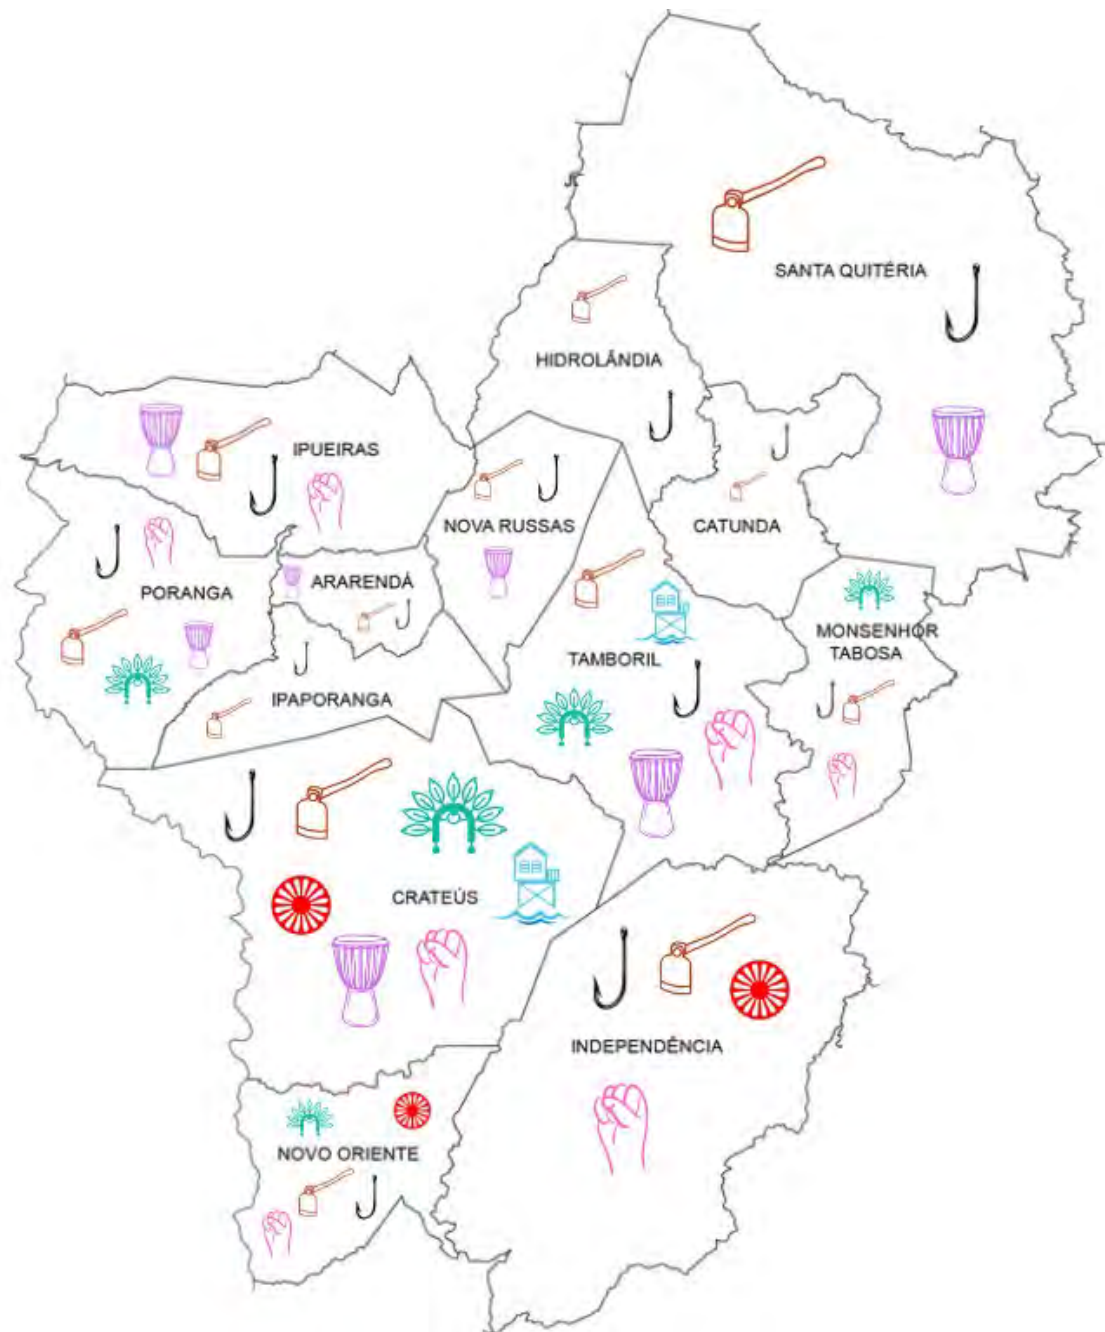 SANTA QUITÉRIA
HIDROLÂNDIA
IPUEIRAS
NOVA RUSSAS
CATUNDA
ARARENDÁ
PORANGA
MONSENHOR
TABOSA
TAMBORIL
IPAPORANGA
CRATEÚS
INDEPENDÊNCIA
NOVO ORIENTE